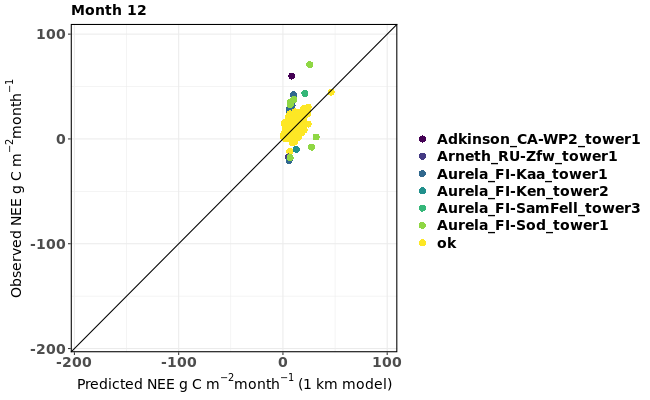 Month 12
Observed NEE g C m⁻²month⁻¹
100
0
-100
-200
-200 -100 0 100
Predicted NEE g C m⁻²month⁻¹ (1 km model)
Adkinson_CA-WP2_tower1
Arneth_RU-Zfw_tower1
Aurela_FI-Kaa_tower1
Aurela_FI-Ken_tower2
Aurela_FI-SamFell_tower3
Aurela_FI-Sod_tower1
ok